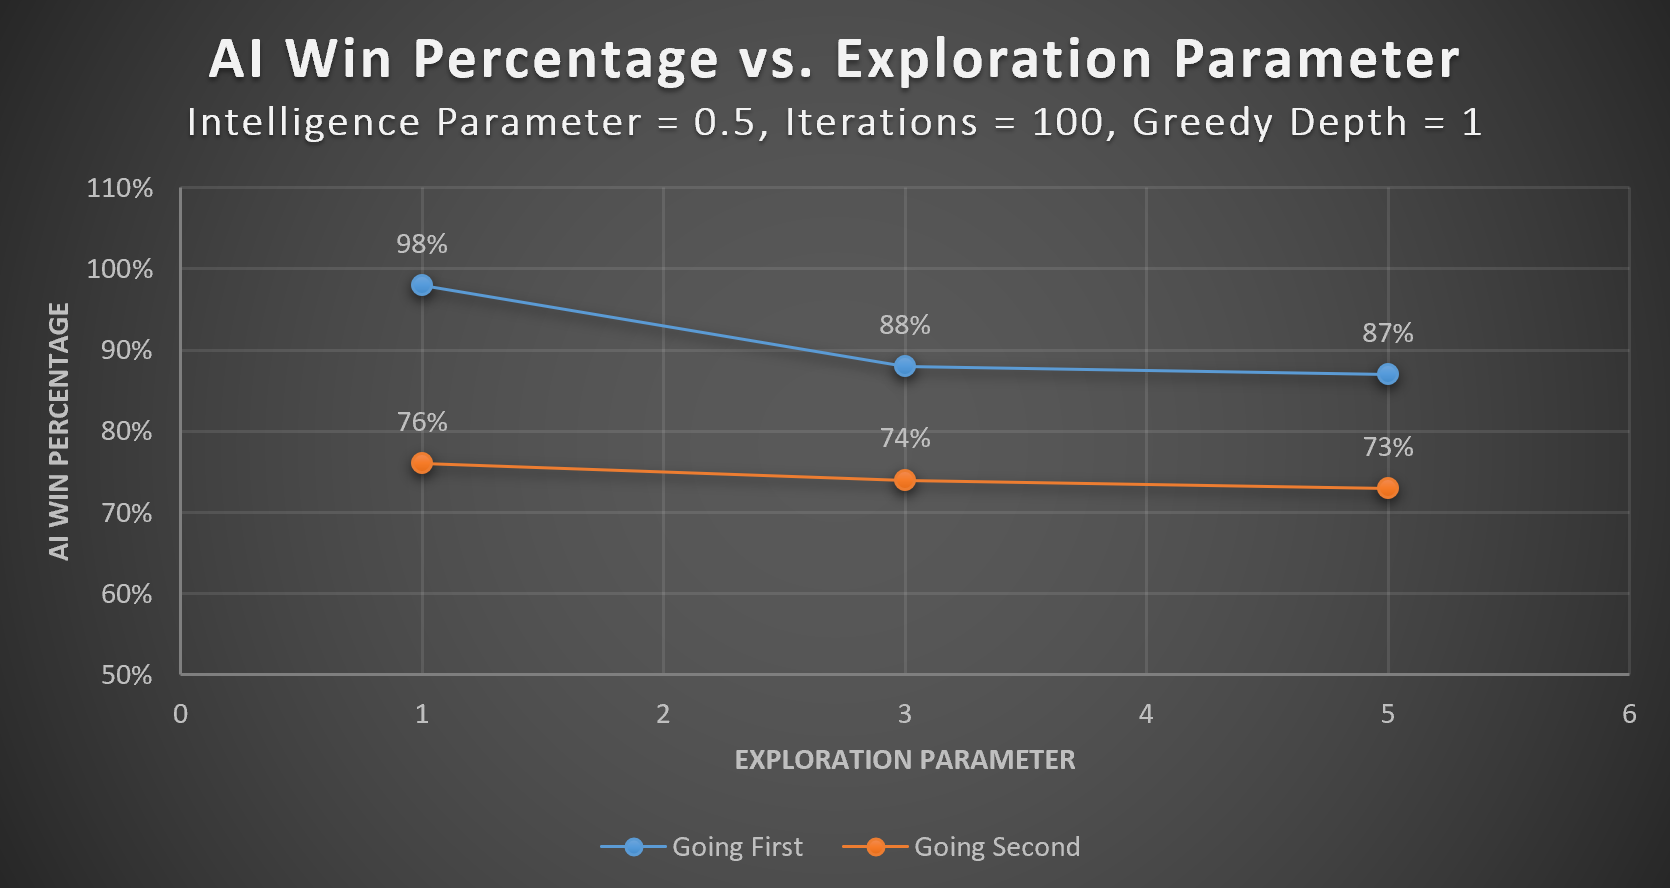 AI Win Percentage vs. Exploration Parameter
Intelligence Parameter = 0.5, Iterations = 100, Greedy Depth = 1
110%
100%
90%
80%
70%
60%
50%
AI WIN PERCENTAGE
98%
88%
87%
76%
74%
73%
0 1 2 3 4 5 6
EXPLORATION PARAMETER
Going First Going Second